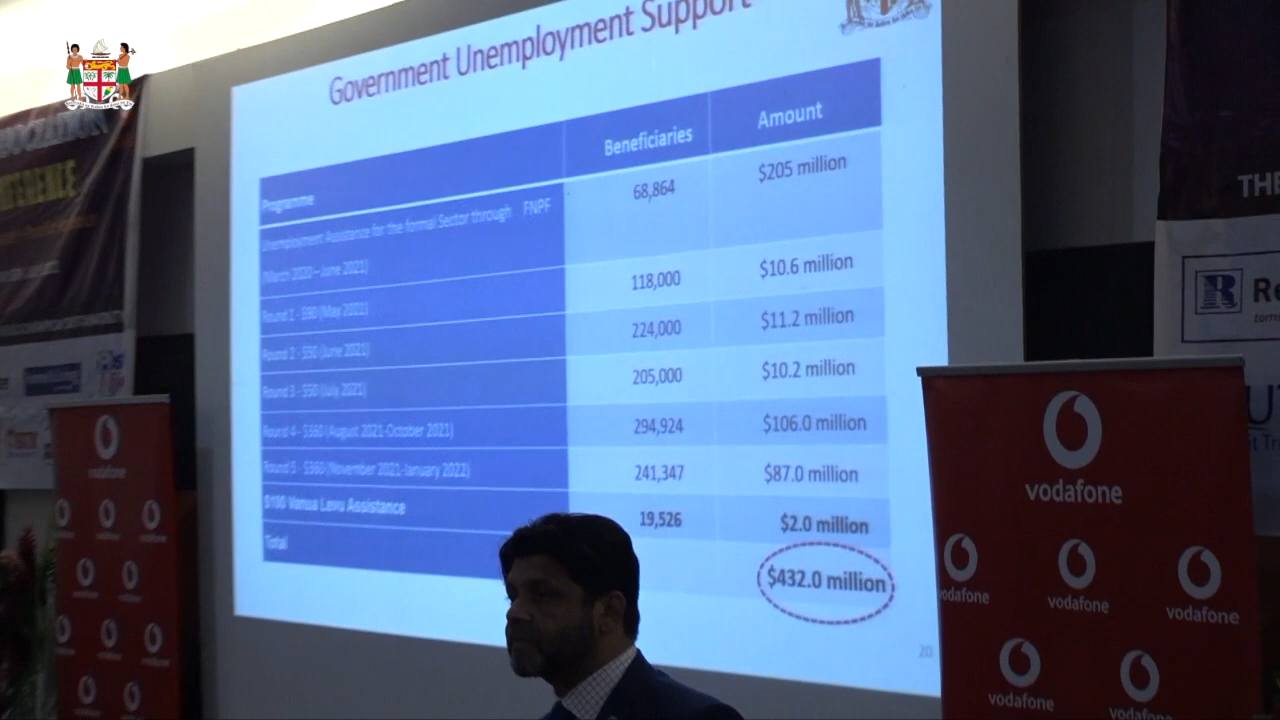 Government Unemployment Support
Programme Beneficiaries Amount
Unemployment Assistance for the formal Sector through FNPF
(March 2020 – June 2021) 68,864 $205 million
Round 1 - $90 (May 2021) 118,000 $10.6 million
Round 2 - $50 (June 2021) 224,000 $11.2 million
Round 3 - $50 (July 2021) 205,000 $10.2 million
Round 4 - $360 (August 2021-October 2021) 294,924 $106.0 million
Round 5 - $360 (November 2021-January 2022) 241,347 $87.0 million
$100 Vanua Levu Assistance 19,526 $2.0 million
Total $432.0 million
20
THE
R
vodafone
vodafone
vodafone
vodafone
vodafone
vodafone
vodafone